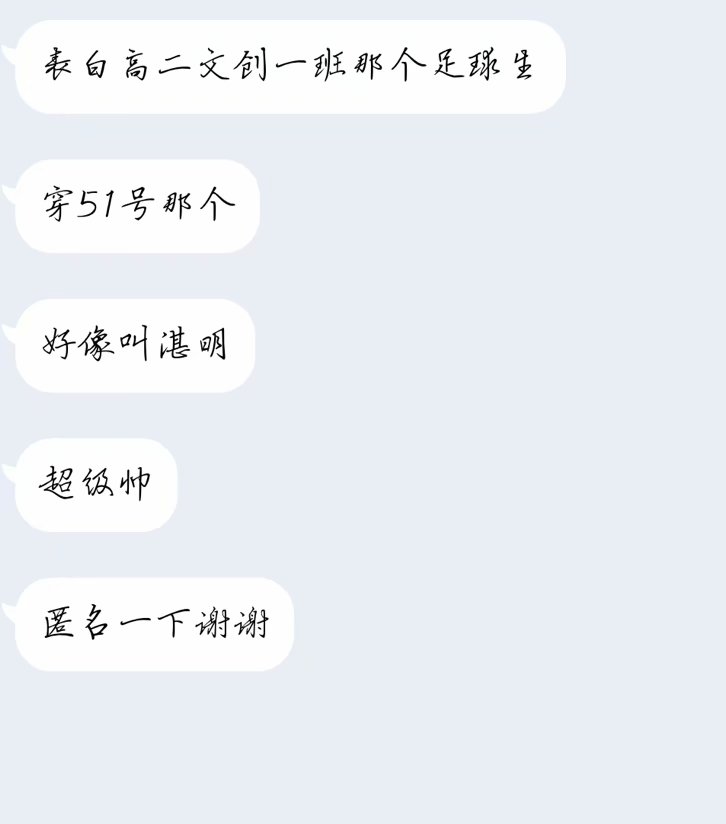 表白高二文创一班那个足球生
穿51号那个
好像叫湛明
超级帅
匿名一下谢谢